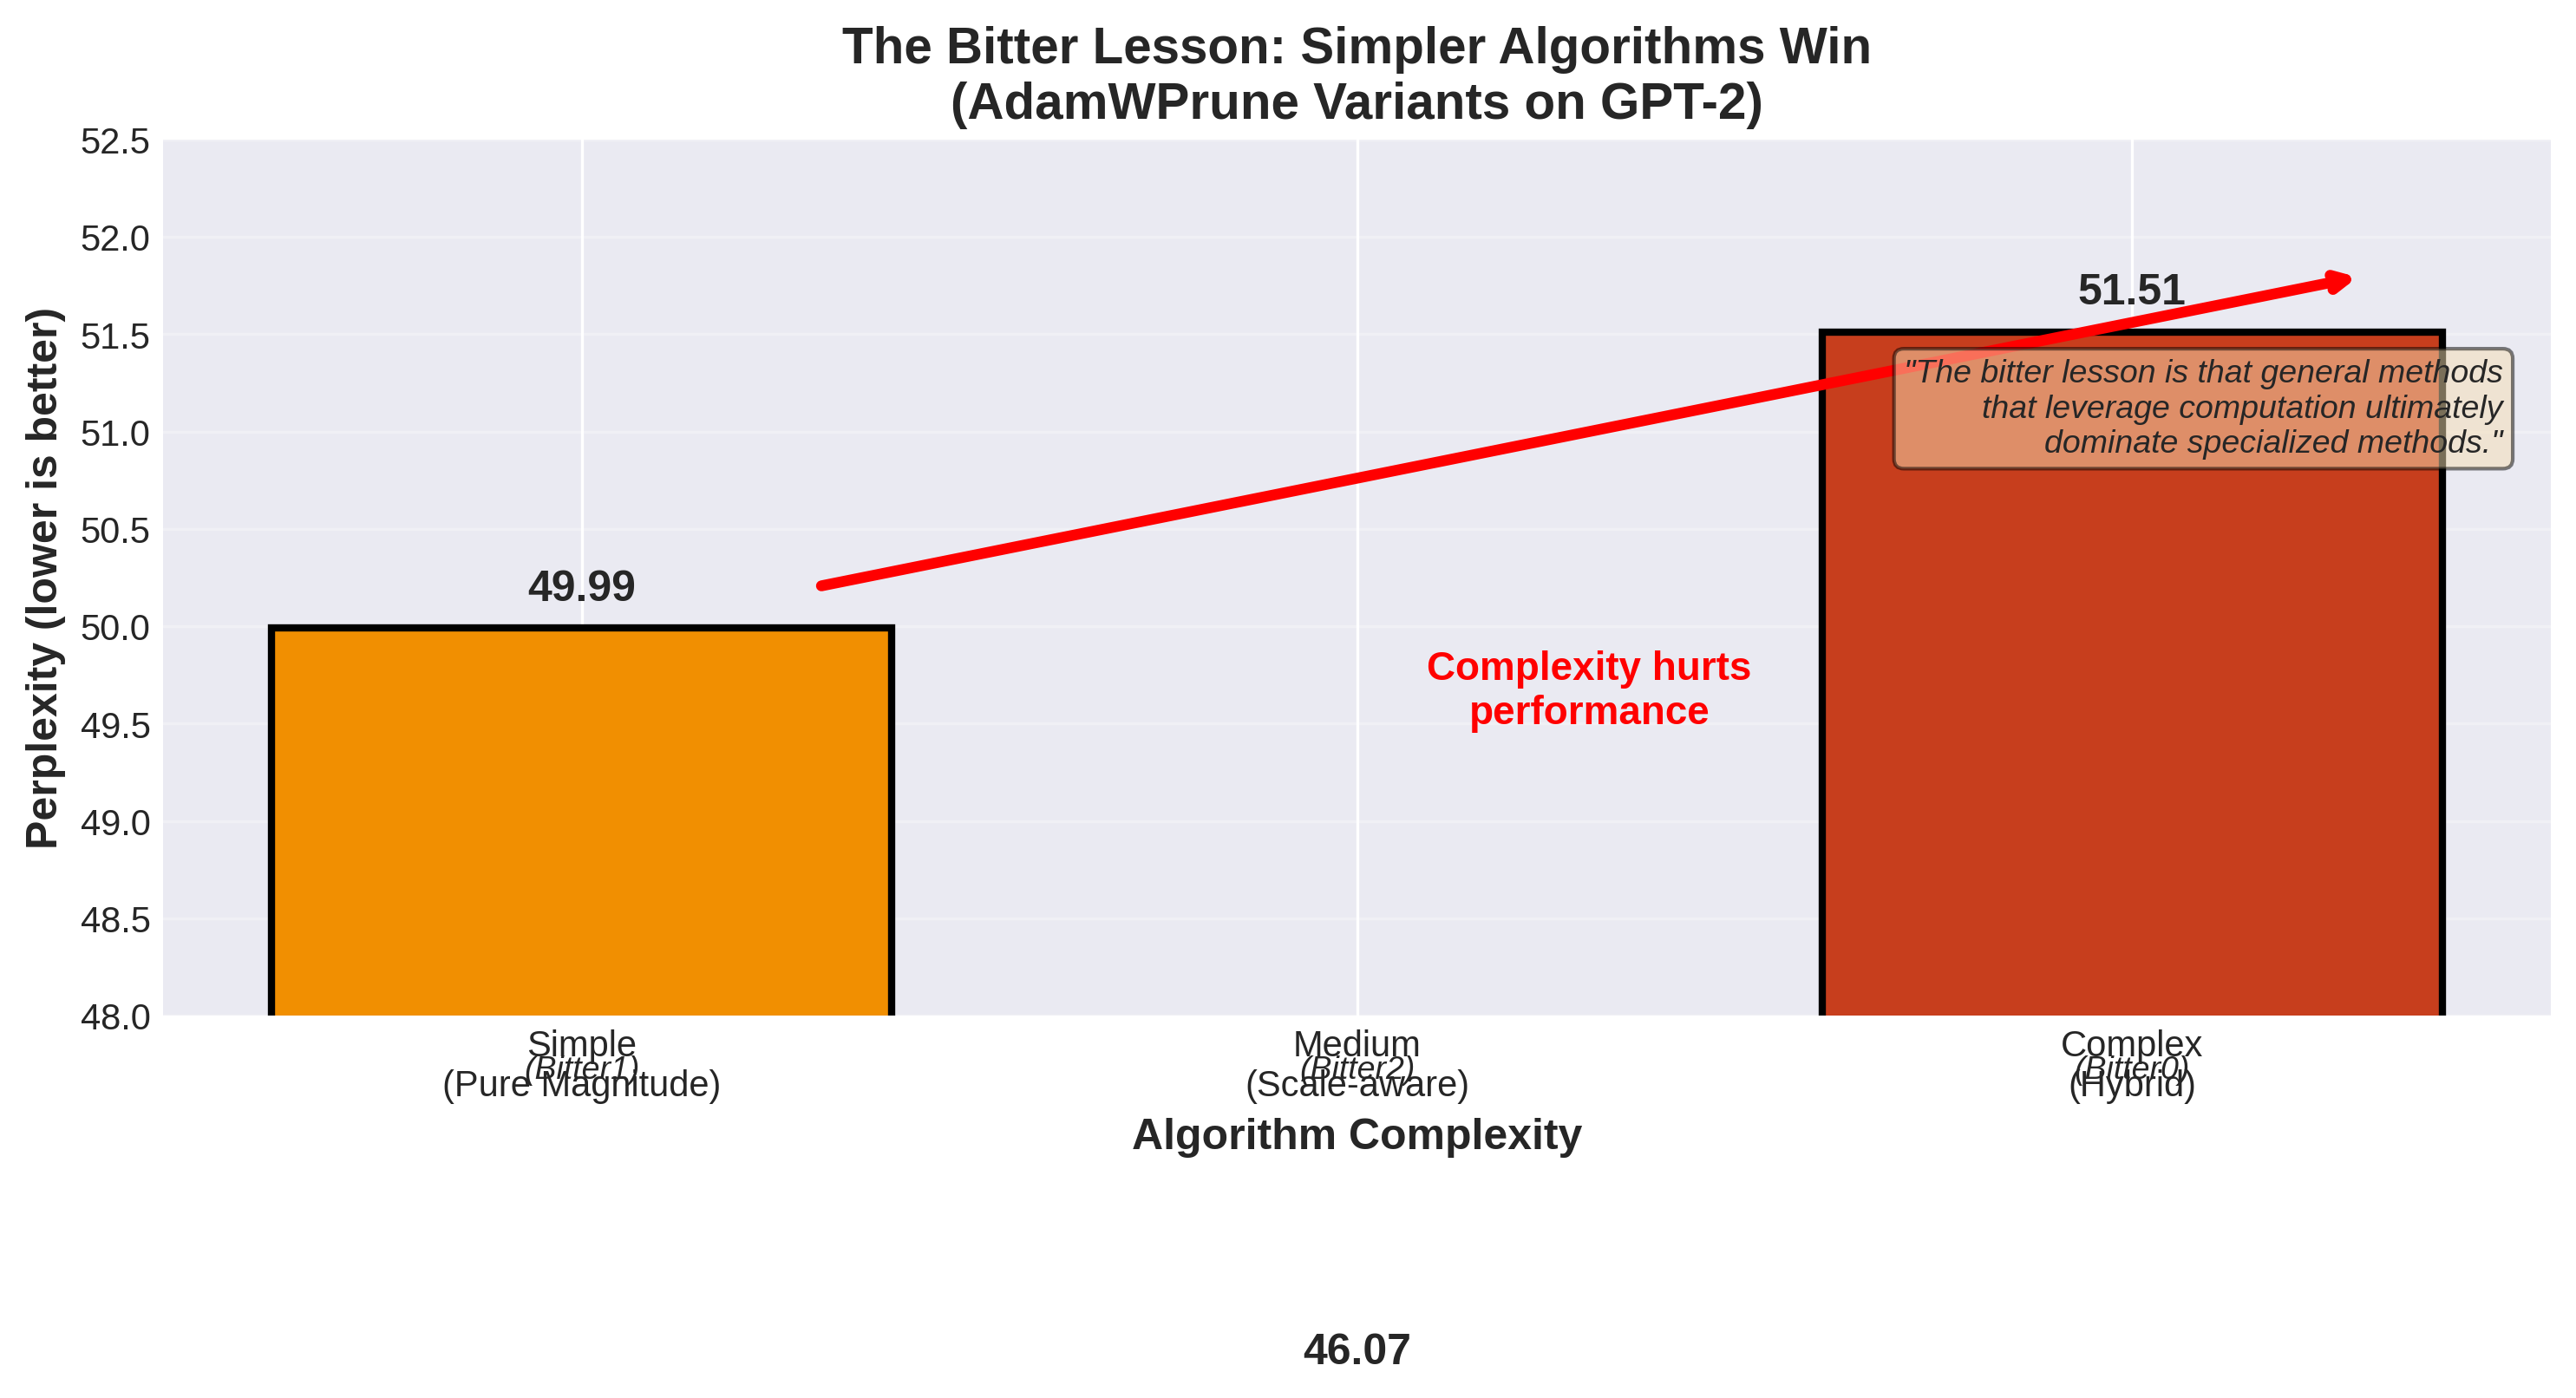 The Bitter Lesson: Simpler Algorithms Win
(AdamWPrune Variants on GPT-2)
Perplexity (lower is better)
52.5
52.0
51.5
51.0
50.5
50.0
49.5
49.0
48.5
48.0
49.99
51.51
"The bitter lesson is that general methods
that leverage computation ultimately
dominate specialized methods."
Complexity hurts
performance
Simple
(Bitter1)
(Pure Magnitude)
Medium
(Bitter2)
(Scale-aware)
Complex
(Bitter0)
(Hybrid)
Algorithm Complexity
46.07